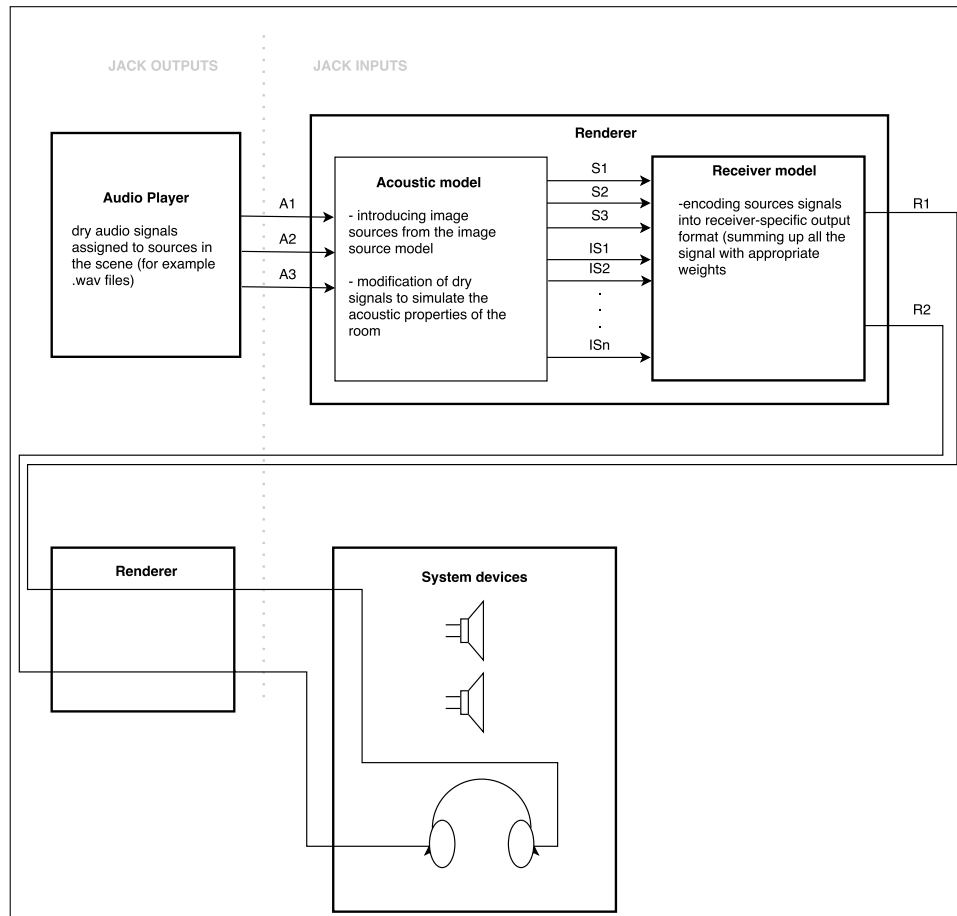 JACK OUTPUTS
JACK INPUTS
Audio Player
dry audio signals
assigned to sources in
the scene (for example
.wav files)
A1
A2
A3
Renderer
Acoustic model
- introducing image
sources from the image
source model
- modification of dry
signals to simulate the
acoustic properties of the
room
S1
S2
S3
IS1
IS2
.
.
.
ISn
Receiver model
-encoding sources signals
into receiver-specific output
format (summing up all the
signal with appropriate
weights
R1
R2
Renderer
System devices